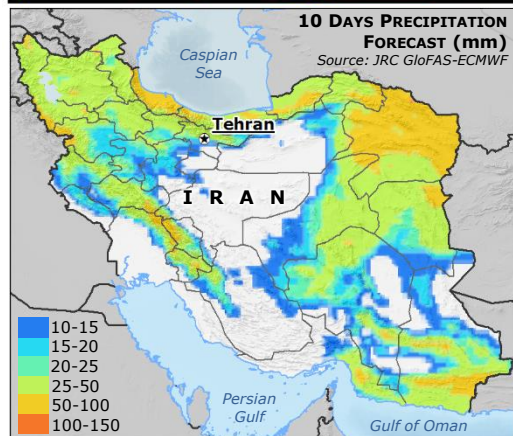 10 DAYS PRECIPITATION
FORECAST (mm)
Source: JRC GloFAS-ECMWF
Caspian
Sea
Tehran
I R A N
10-15
15-20
20-25
25-50
50-100
100-150
Persian
Gulf
Gulf of Oman